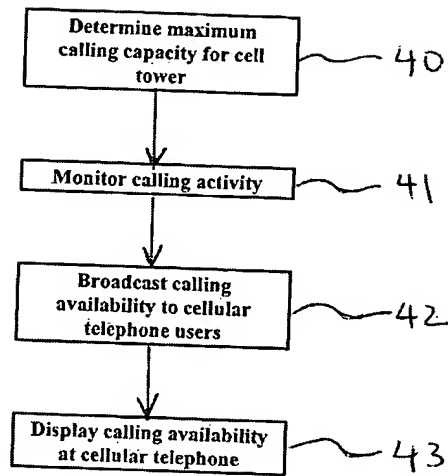 Determine maximum
calling capacity for cell
tower
40
Monitor calling activity
41
Broadcast calling
availability to cellular
telephone users
42
Display calling availability
at cellular telephone
43